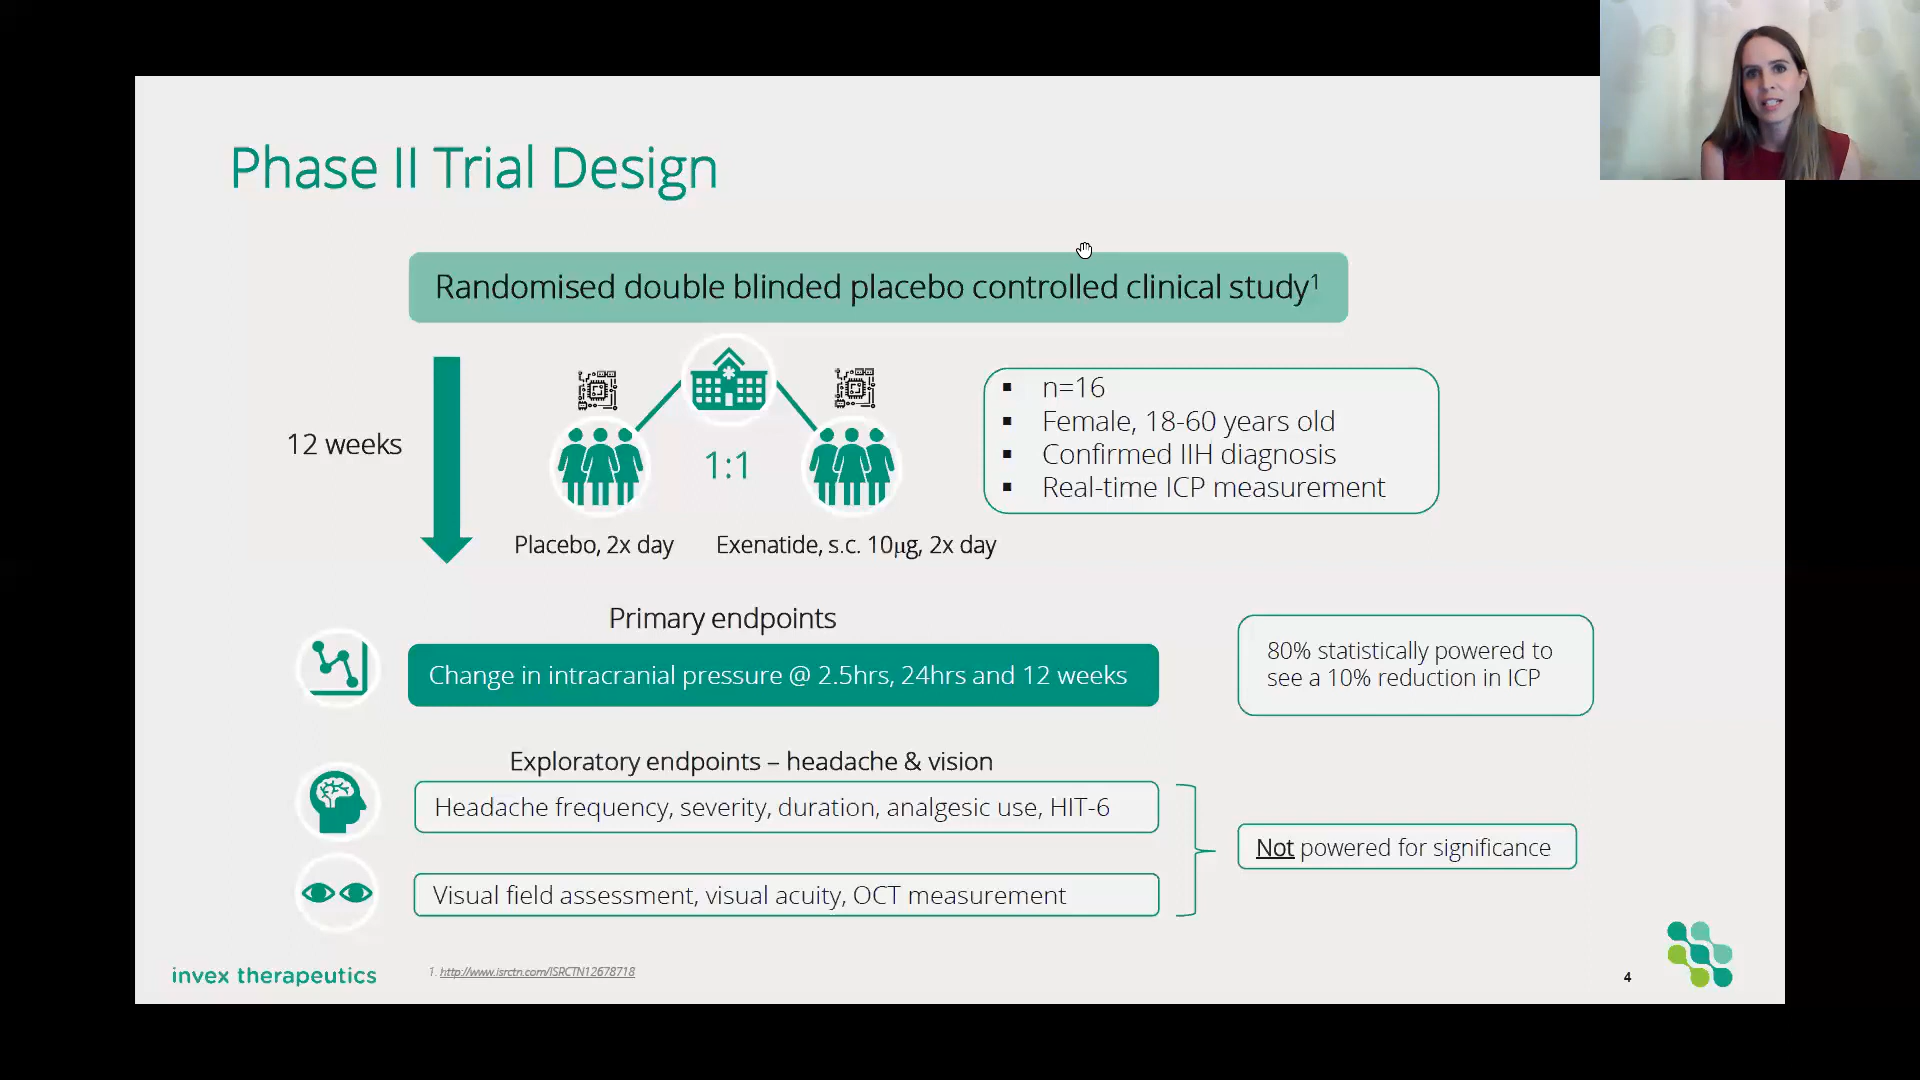 Phase II Trial Design
Randomised double blinded placebo controlled clinical study¹
12 weeks
1:1
Placebo, 2x day
Exenatide, s.c. 10μg, 2x day
▪ n=16
▪ Female, 18-60 years old
▪ Confirmed IIH diagnosis
▪ Real-time ICP measurement
Primary endpoints
Change in intracranial pressure @ 2.5hrs, 24hrs and 12 weeks
80% statistically powered to
see a 10% reduction in ICP
Exploratory endpoints – headache & vision
Headache frequency, severity, duration, analgesic use, HIT-6
Visual field assessment, visual acuity, OCT measurement
Not powered for significance
invex therapeutics
1. http://www.isrctn.com/ISRCTN12678718
4